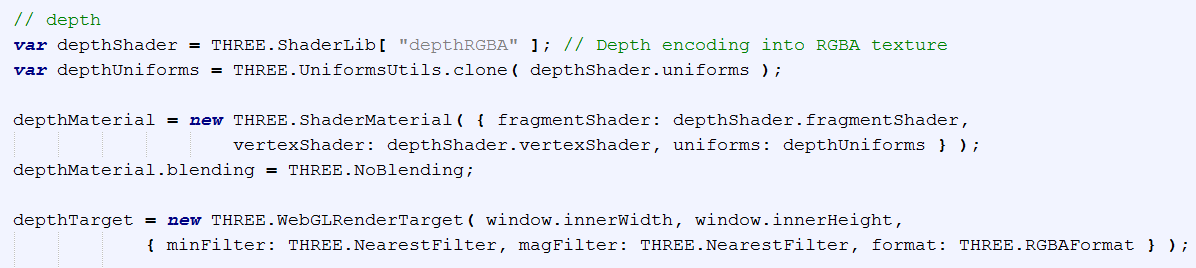 // depth
var depthShader = THREE.ShaderLib[ "depthRGBA" ]; // Depth encoding into RGBA texture
var depthUniforms = THREE.UniformsUtils.clone( depthShader.uniforms );

depthMaterial = new THREE.ShaderMaterial( { fragmentShader: depthShader.fragmentShader,
                    vertexShader: depthShader.vertexShader, uniforms: depthUniforms } );
depthMaterial.blending = THREE.NoBlending;

depthTarget = new THREE.WebGLRenderTarget( window.innerWidth, window.innerHeight,
            { minFilter: THREE.NearestFilter, magFilter: THREE.NearestFilter, format: THREE.RGBAFormat } );